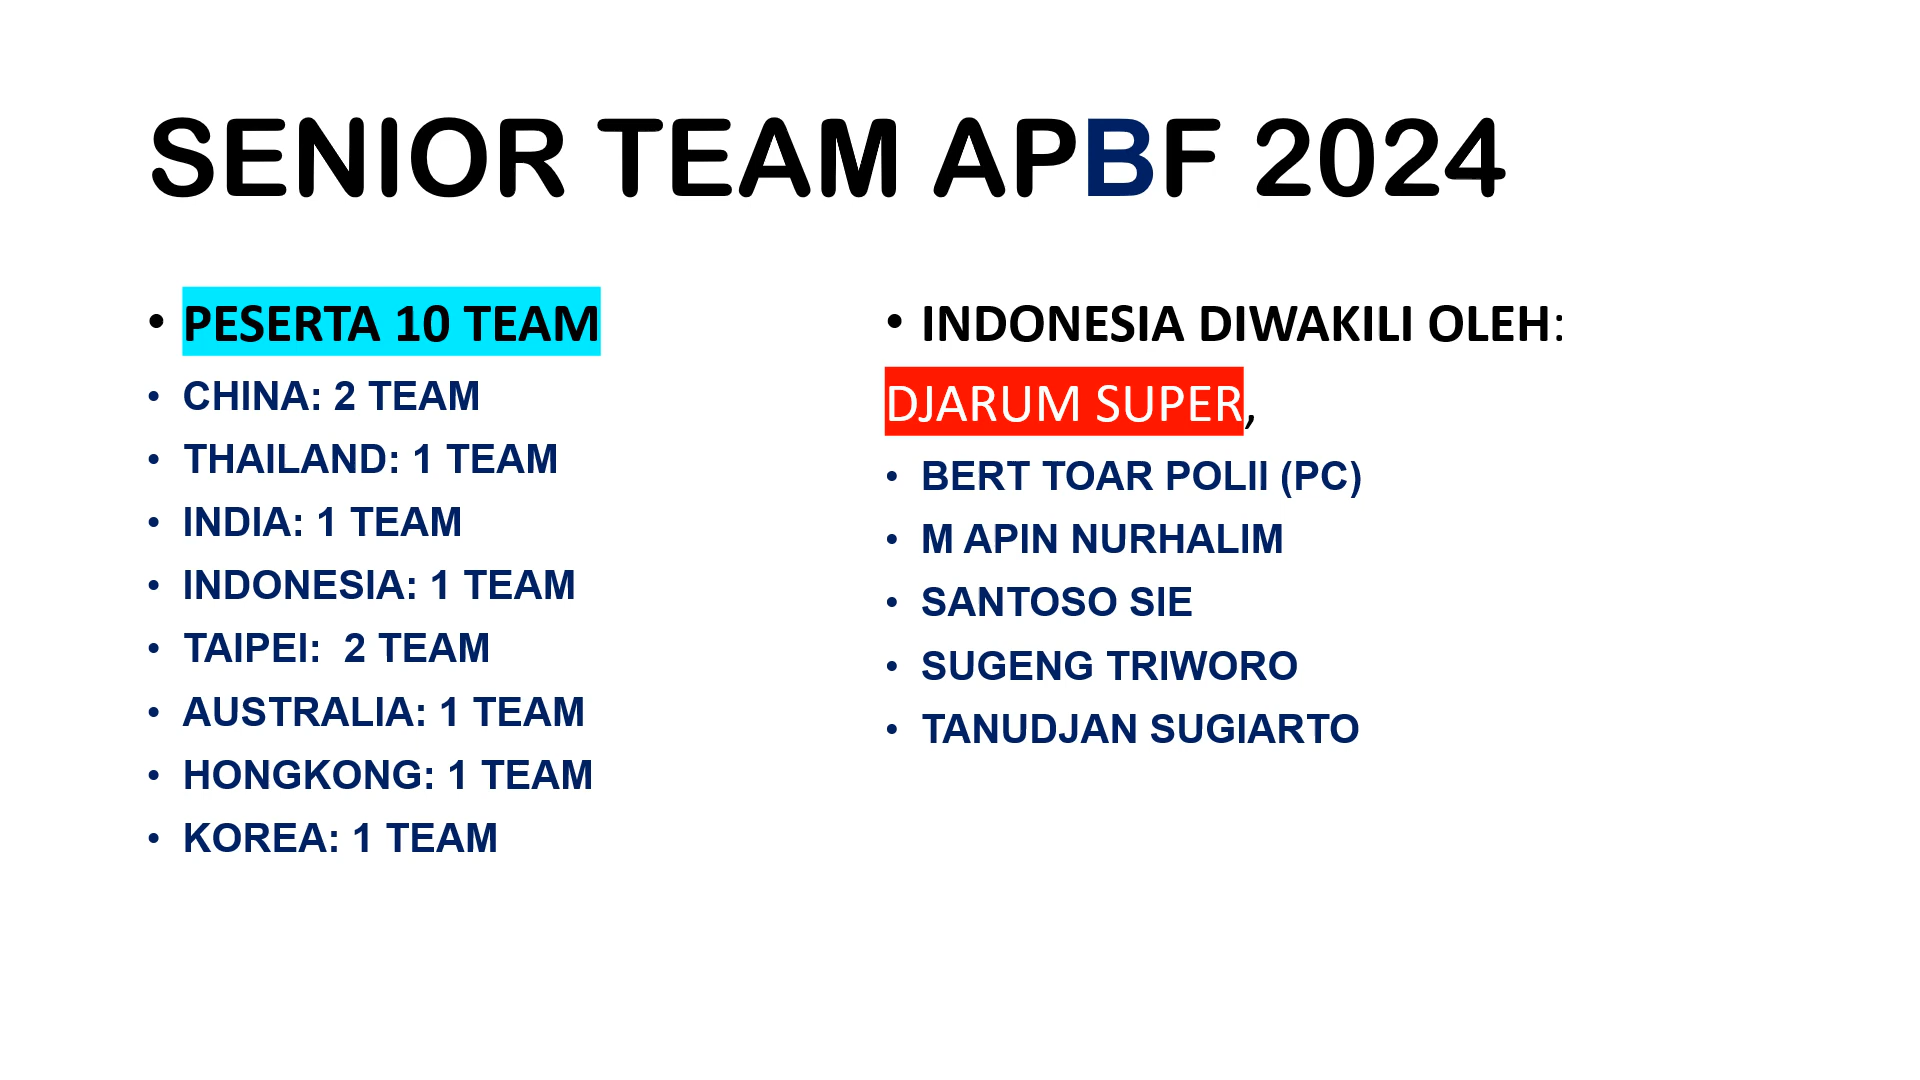 SENIOR TEAM APBF 2024
• PESERTA 10 TEAM
• CHINA: 2 TEAM
• THAILAND: 1 TEAM
• INDIA: 1 TEAM
• INDONESIA: 1 TEAM
• TAIPEI:  2 TEAM
• AUSTRALIA: 1 TEAM
• HONGKONG: 1 TEAM
• KOREA: 1 TEAM
• INDONESIA DIWAKILI OLEH:
DJARUM SUPER,
• BERT TOAR POLII (PC)
• M APIN NURHALIM
• SANTOSO SIE
• SUGENG TRIWORO
• TANUDJAN SUGIARTO